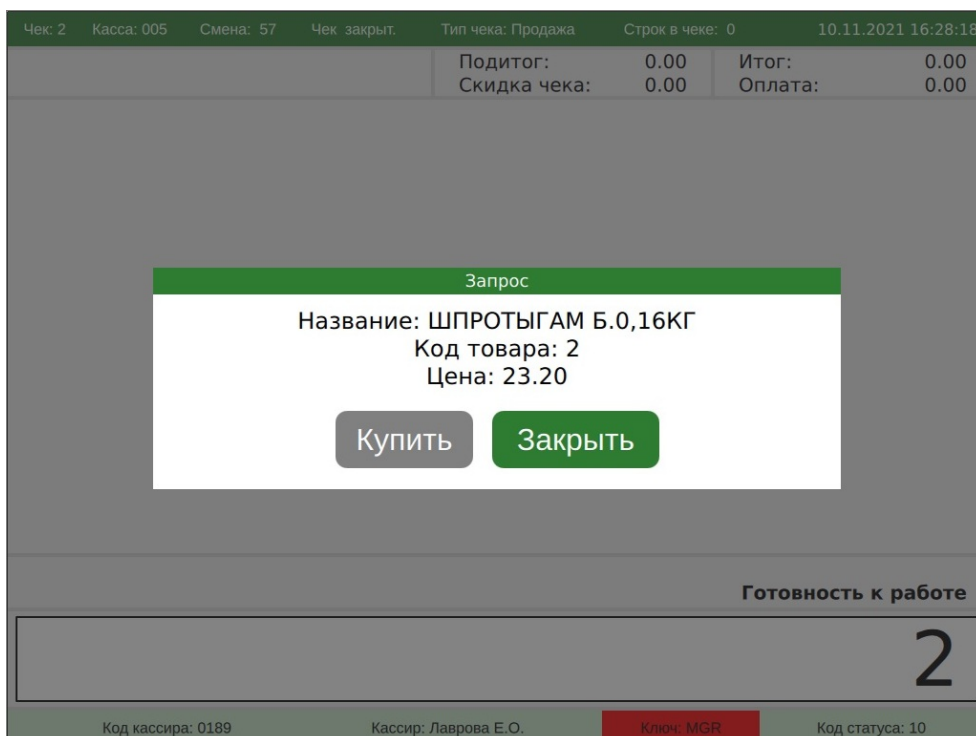 Чек: 2 Касса: 005 Смена: 57 Чек закрыт. Тип чека: Продажа Строк в чеке: 0 10.11.2021 16:28:18
Подитог: 0.00 Итог: 0.00
Скидка чека: 0.00 Оплата: 0.00
Запрос
Название: ШПРОТЫГАМ Б.0,16КГ
Код товара: 2
Цена: 23.20
Купить Закрыть
Готовность к работе
2
Код кассира: 0189 Кассир: Лаврова Е.О. Ключ: MGR Код статуса: 10